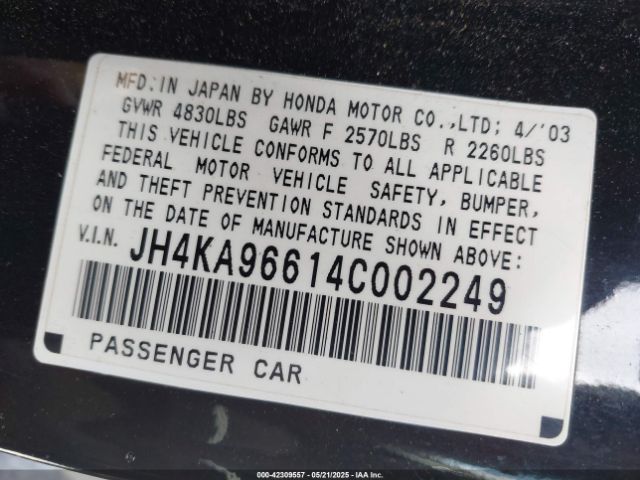 MFD. IN JAPAN BY HONDA MOTOR CO., LTD; 4/'03
GVWR 4830LBS GAWR F 2570LBS R 2260LBS
THIS VEHICLE CONFORMS TO ALL APPLICABLE
FEDERAL MOTOR VEHICLE SAFETY, BUMPER,
AND THEFT PREVENTION STANDARDS IN EFFECT
ON THE DATE OF MANUFACTURE SHOWN ABOVE:
V.I.N. JH4KA96614C002249
PASSENGER CAR
000-42309557 - 05/21/2025 - IAAI.COM